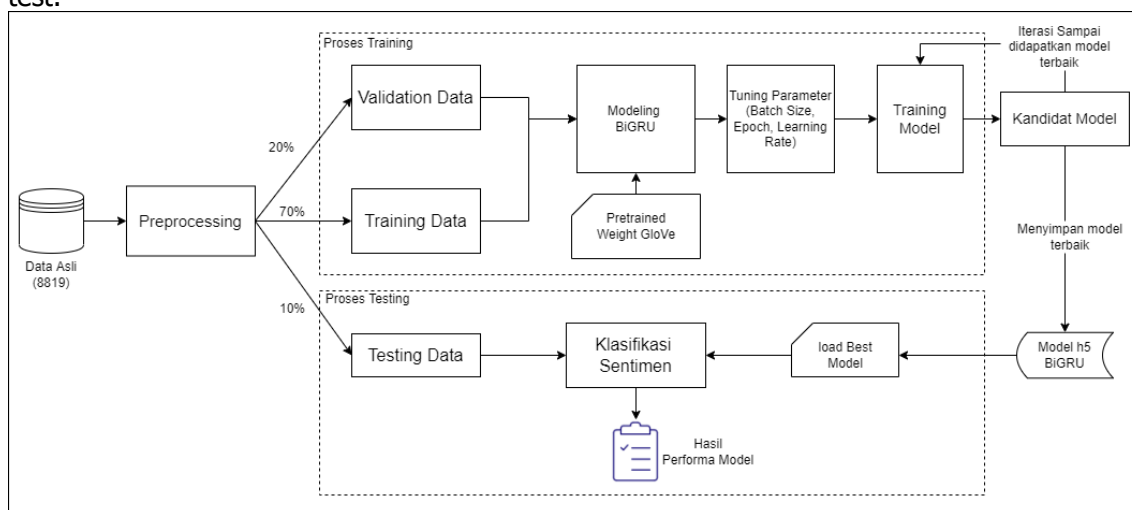 test.
Proses Training
Iterasi Sampai
didapatkan model
terbaik
Validation Data
Modeling
BiGRU
Tuning Parameter
(Batch Size,
Epoch, Learning
Rate)
Training
Model
Kandidat Model
20%
70%
10%
Data Asli
(8819)
Preprocessing
Training Data
Pretrained
Weight GloVe
Menyimpan model
terbaik
Proses Testing
Testing Data
Klasifikasi
Sentimen
load Best
Model
Model h5
BiGRU
Hasil
Performa Model